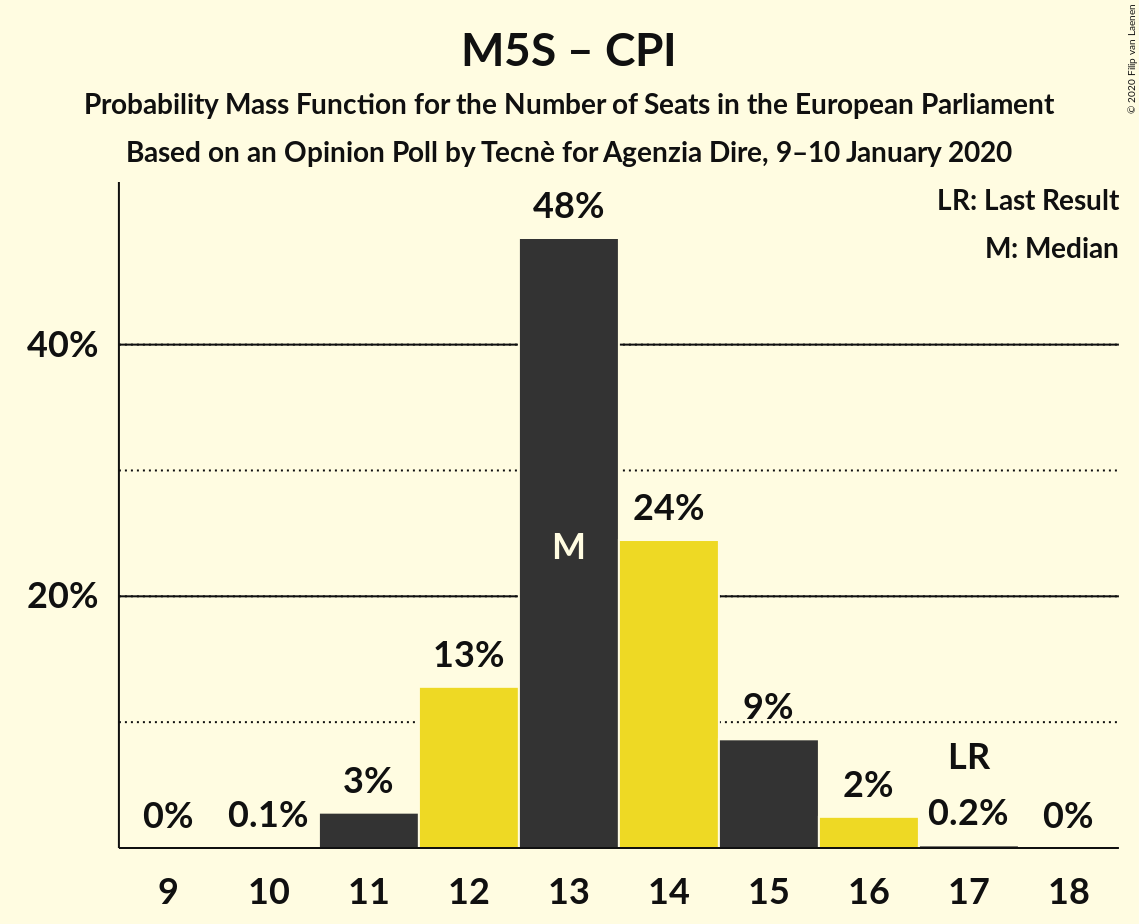 M5S – CPI
Probability Mass Function for the Number of Seats in the European Parliament
Based on an Opinion Poll by Tecnè for Agenzia Dire, 9–10 January 2020
© 2020 Filip van Laenen
LR: Last Result
M: Median
40%
20%
0%
0.1%
3%
13%
48%
M
24%
9%
2%
LR
0.2%
0%
9 10 11 12 13 14 15 16 17 18